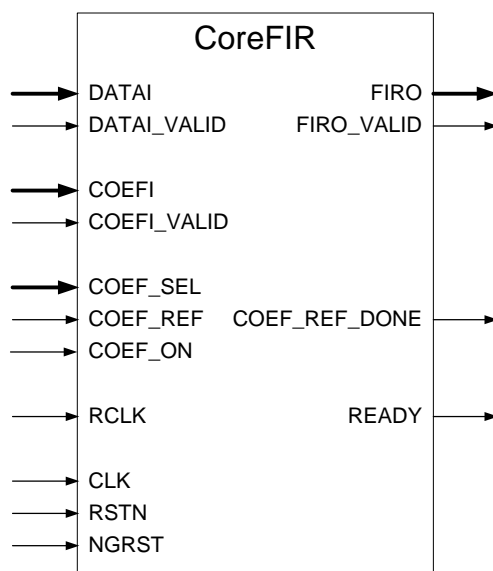 CoreFIR
DATAI FIRO
DATAI_VALID FIRO_VALID
COEFI
COEFI_VALID
COEF_SEL
COEF_REF COEF_REF_DONE
COEF_ON
RCLK READY
CLK
RSTN
NGRST